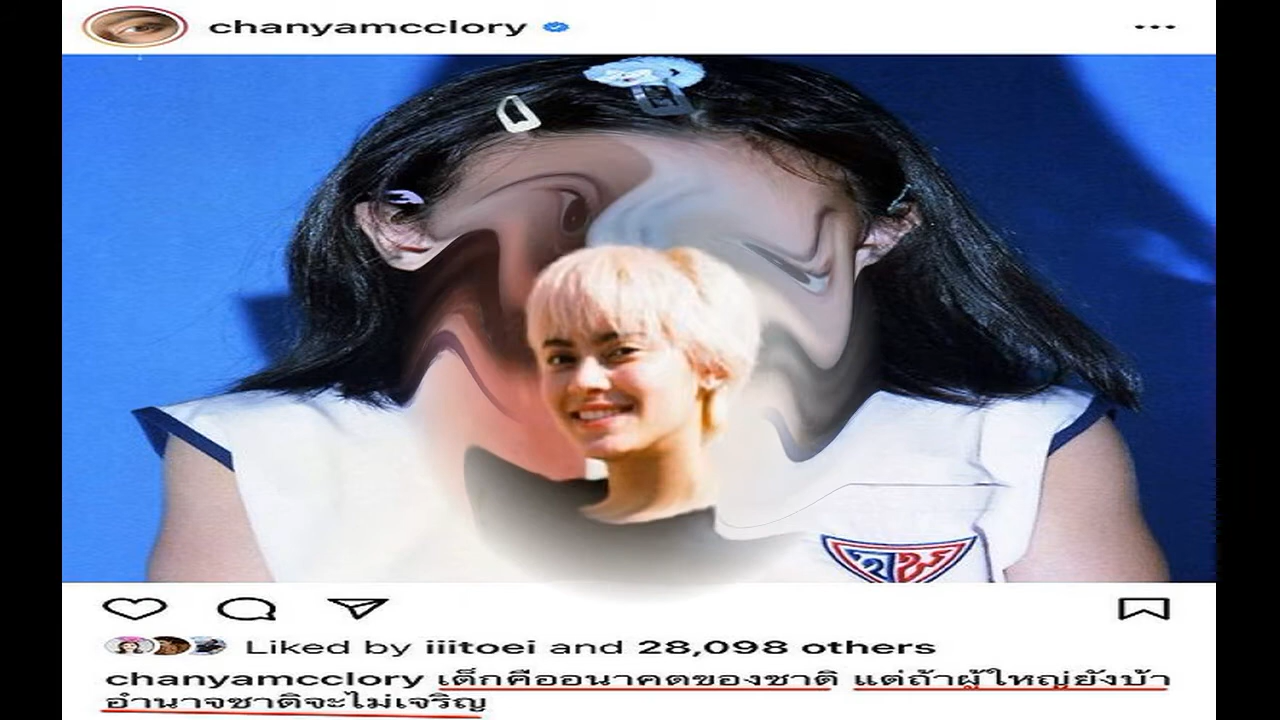 chanyamcclory
Liked by iiitoei and 28,098 others
chanyamcclory เด็กคืออนาคตของชาติ แต่ถ้าผู้ใหญ่ยังบ้า
อำนาจชาติจะไม่เจริญ